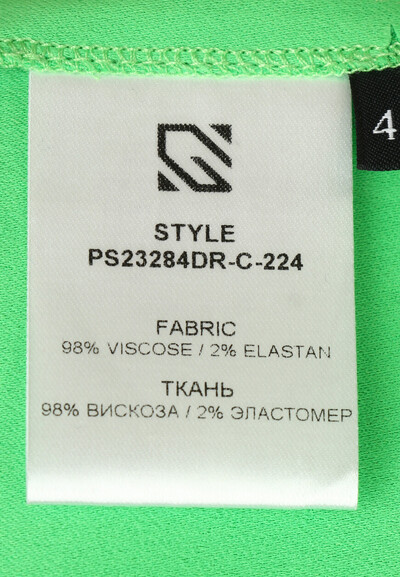 4
STYLE
PS23284DR-C-224
FABRIC
98% VISCOSE / 2% ELASTAN
ТКАНЬ
98% ВИСКОЗА / 2% ЭЛАСТОМЕР